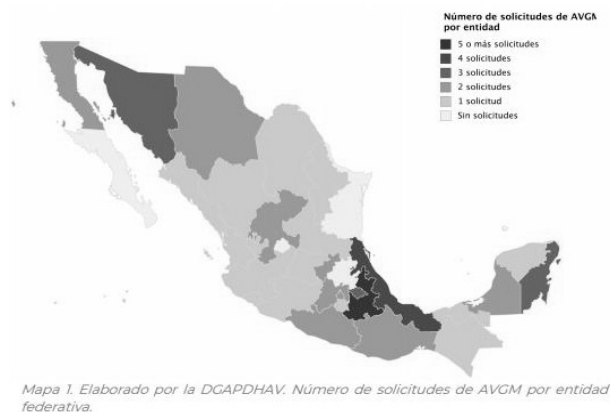 Número de solicitudes de AVGM
por entidad
5 o más solicitudes
4 solicitudes
3 solicitudes
2 solicitudes
1 solicitud
Sin solicitudes
Mapa 1. Elaborado por la DGAPDHAV. Número de solicitudes de AVGM por entidad
federativa.